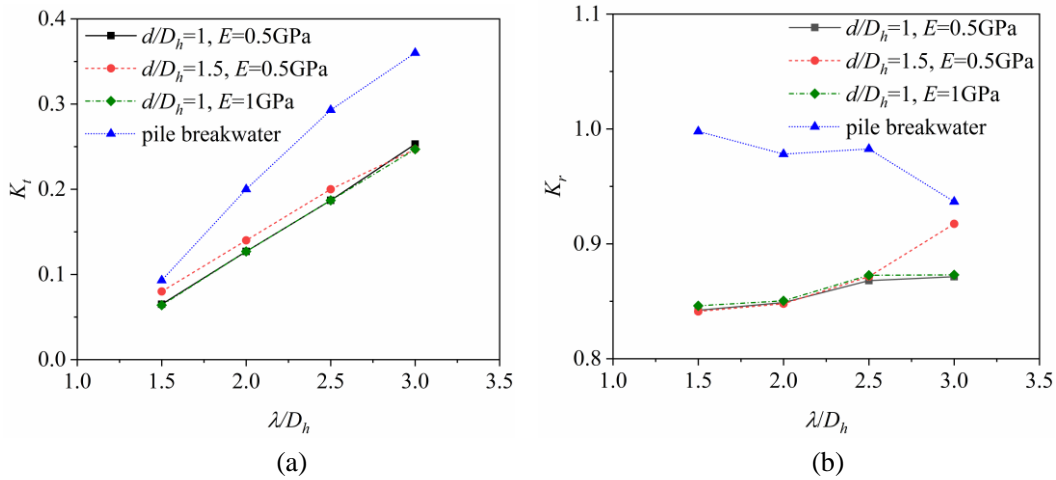 d/D_h=1, E=0.5GPa
d/D_h=1.5, E=0.5GPa
d/D_h=1, E=1GPa
pile breakwater
K_t
0.4
0.3
0.2
0.1
0.0
1.0 1.5 2.0 2.5 3.0 3.5
λ/D_h
(a)
d/D_h=1, E=0.5GPa
d/D_h=1.5, E=0.5GPa
d/D_h=1, E=1GPa
pile breakwater
K_r
1.1
1.0
0.9
0.8
1.0 1.5 2.0 2.5 3.0 3.5
λ/D_h
(b)